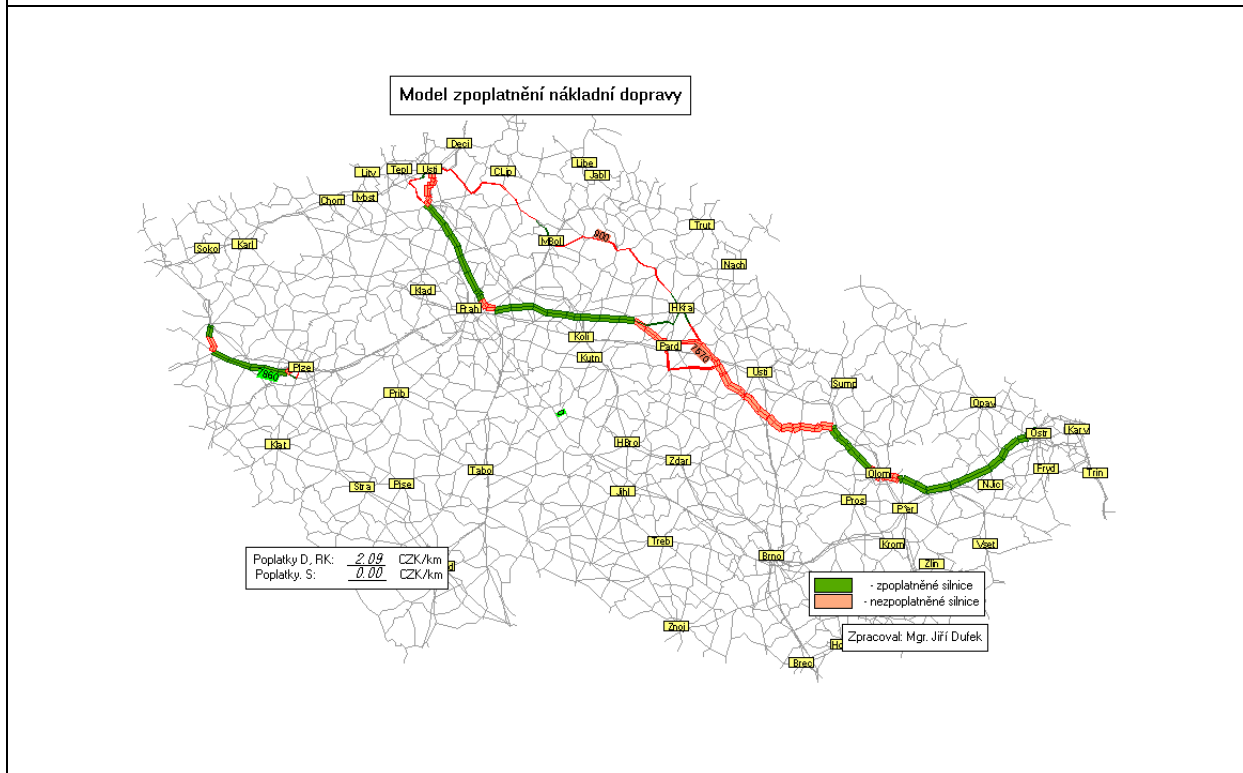 Model zpoplatnění nákladní dopravy
Deci
Libe
Tepl
Usti
CLip
Litv
Jabl
Chom
Most
Trut
Soko
Karl
MBol
900
Nach
Klad
Prah
HKra
Koli
Pard
7670
Kutn
Plze
7960
Usti
Sump
Prib
Opav
Klat
HBro
Ostr
Karv
Tabo
Zdar
Olom
Fryd
Trin
Stra
Pise
Jihl
NJic
Pros
Prer
Treb
Krom
Vset
Brno
Zlin
Poplatky D, RK: 2.09 CZK/km
Poplatky. S: 0.00 CZK/km
- zpoplatněné silnice
- nezpoplatněné silnice
Znoj
Zpracoval: Mgr. Jiří Dufek
Brec